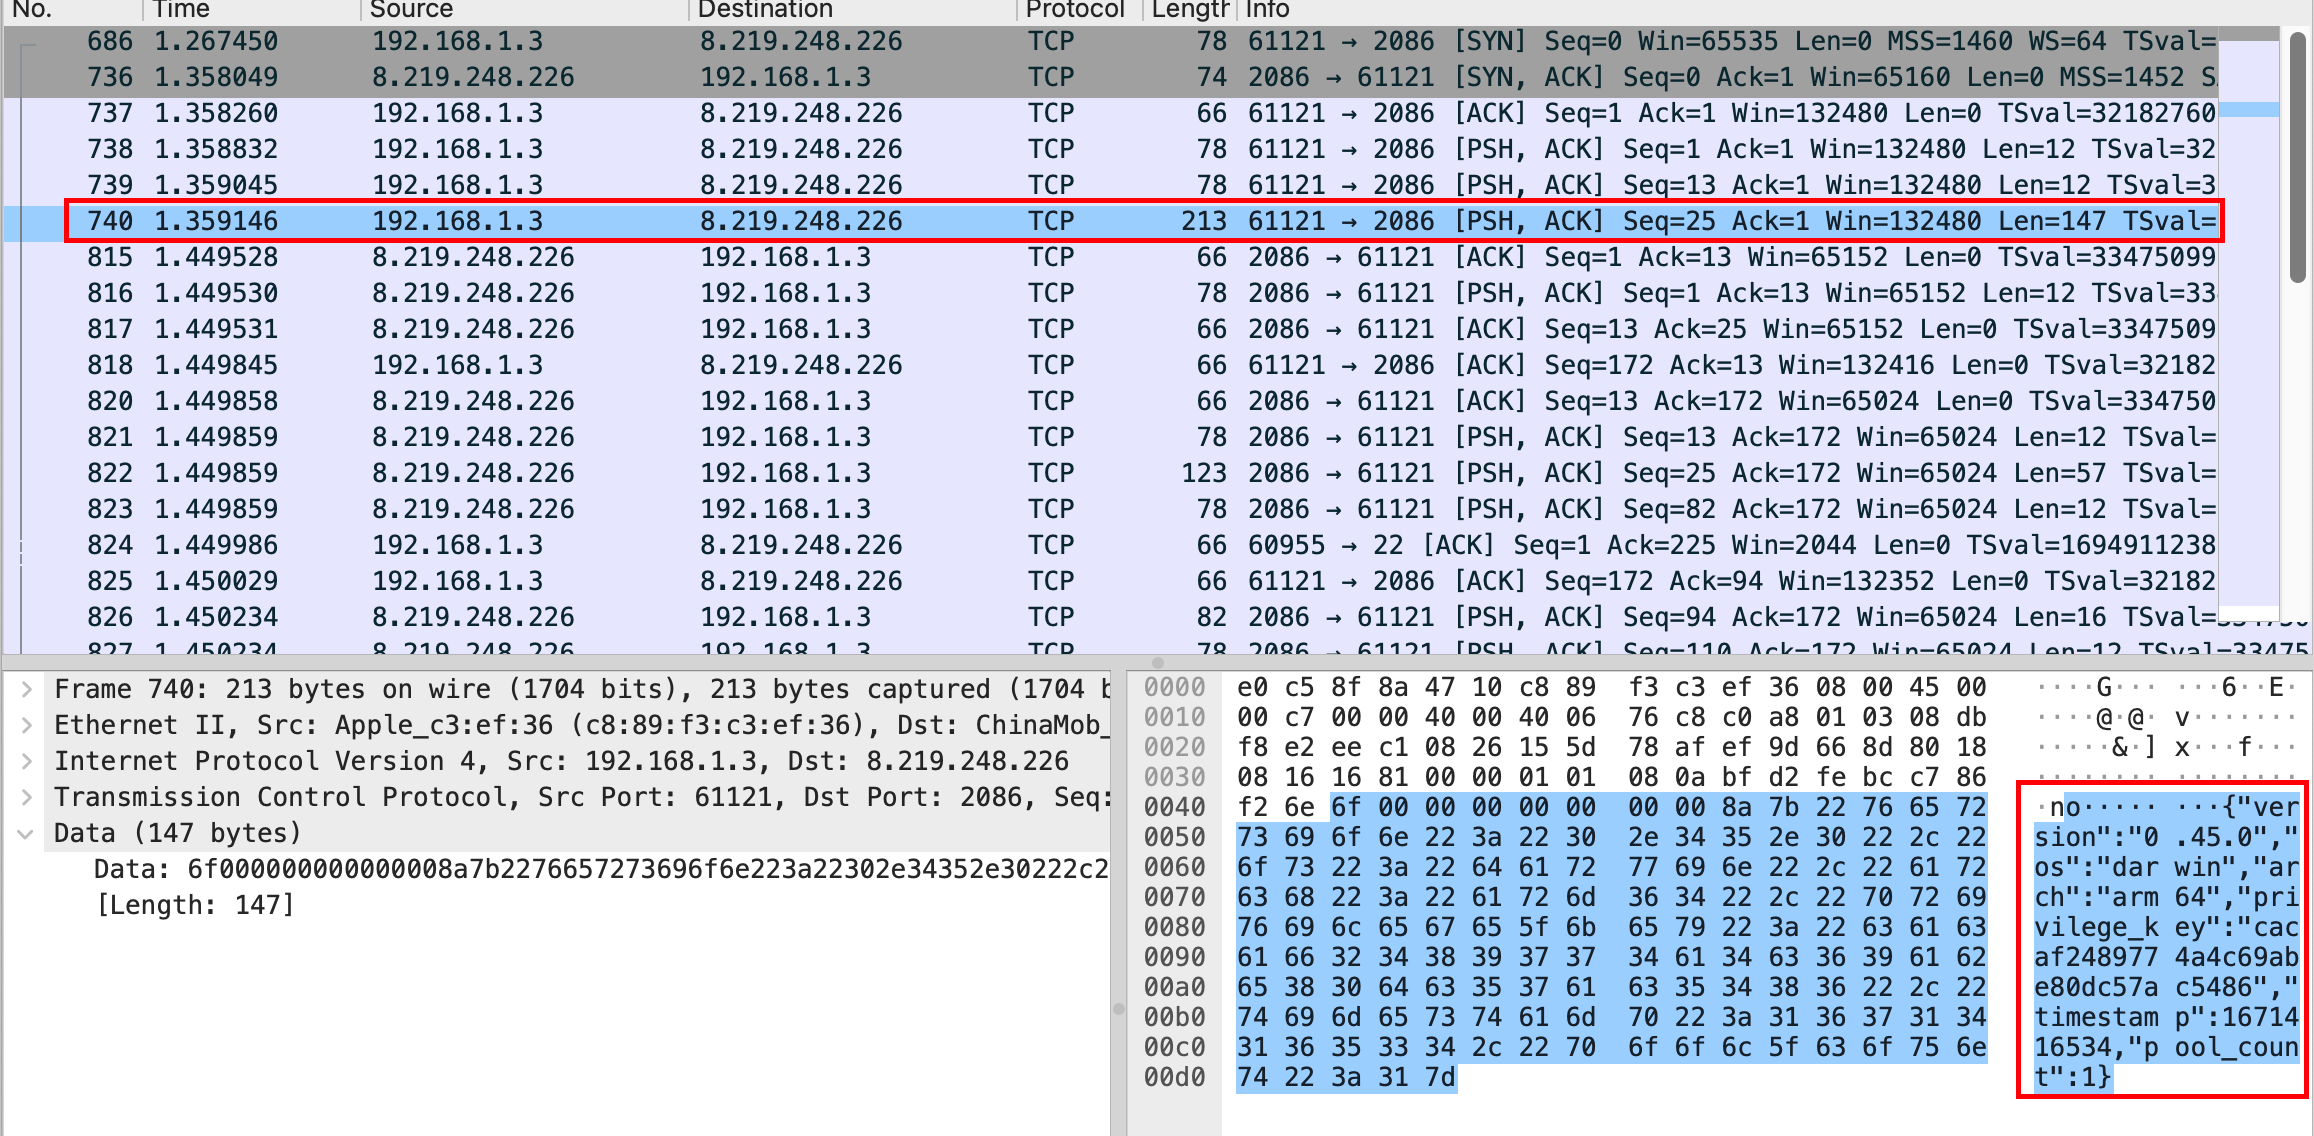 No. Time Source Destination Protocol Length Info
686 1.267450 192.168.1.3 8.219.248.226 TCP 78 61121 → 2086 [SYN] Seq=0 Win=65535 Len=0 MSS=1460 WS=64 TSval=
736 1.358049 8.219.248.226 192.168.1.3 TCP 74 2086 → 61121 [SYN, ACK] Seq=0 Ack=1 Win=65160 Len=0 MSS=1452 S
737 1.358260 192.168.1.3 8.219.248.226 TCP 66 61121 → 2086 [ACK] Seq=1 Ack=1 Win=132480 Len=0 TSval=32182760
738 1.358832 192.168.1.3 8.219.248.226 TCP 78 61121 → 2086 [PSH, ACK] Seq=1 Ack=1 Win=132480 Len=12 TSval=32
739 1.359045 192.168.1.3 8.219.248.226 TCP 78 61121 → 2086 [PSH, ACK] Seq=13 Ack=1 Win=132480 Len=12 TSval=3
740 1.359146 192.168.1.3 8.219.248.226 TCP 213 61121 → 2086 [PSH, ACK] Seq=25 Ack=1 Win=132480 Len=147 TSval=
815 1.449528 8.219.248.226 192.168.1.3 TCP 66 2086 → 61121 [ACK] Seq=1 Ack=13 Win=65152 Len=0 TSval=33475099
816 1.449530 8.219.248.226 192.168.1.3 TCP 78 2086 → 61121 [PSH, ACK] Seq=1 Ack=13 Win=65152 Len=12 TSval=33
817 1.449531 8.219.248.226 192.168.1.3 TCP 66 2086 → 61121 [ACK] Seq=13 Ack=25 Win=65152 Len=0 TSval=3347509
818 1.449845 192.168.1.3 8.219.248.226 TCP 66 61121 → 2086 [ACK] Seq=172 Ack=13 Win=132416 Len=0 TSval=32182
820 1.449858 8.219.248.226 192.168.1.3 TCP 66 2086 → 61121 [ACK] Seq=13 Ack=172 Win=65024 Len=0 TSval=334750
821 1.449859 8.219.248.226 192.168.1.3 TCP 78 2086 → 61121 [PSH, ACK] Seq=13 Ack=172 Win=65024 Len=12 TSval=
822 1.449859 8.219.248.226 192.168.1.3 TCP 123 2086 → 61121 [PSH, ACK] Seq=25 Ack=172 Win=65024 Len=57 TSval=
823 1.449859 8.219.248.226 192.168.1.3 TCP 78 2086 → 61121 [PSH, ACK] Seq=82 Ack=172 Win=65024 Len=12 TSval=
824 1.449986 192.168.1.3 8.219.248.226 TCP 66 60955 → 22 [ACK] Seq=1 Ack=225 Win=2044 Len=0 TSval=1694911238
825 1.450029 192.168.1.3 8.219.248.226 TCP 66 61121 → 2086 [ACK] Seq=172 Ack=94 Win=132352 Len=0 TSval=32182
826 1.450234 8.219.248.226 192.168.1.3 TCP 82 2086 → 61121 [PSH, ACK] Seq=94 Ack=172 Win=65024 Len=16 TSval=
827 1.450234 8.219.248.226 192.168.1.3 TCP 78 2086 → 61121 [PSH, ACK] Seq=110 Ack=172 Win=65024 Len=12 TSval=33475
Frame 740: 213 bytes on wire (1704 bits), 213 bytes captured (1704 b
Ethernet II, Src: Apple_c3:ef:36 (c8:89:f3:c3:ef:36), Dst: ChinaMob_
Internet Protocol Version 4, Src: 192.168.1.3, Dst: 8.219.248.226
Transmission Control Protocol, Src Port: 61121, Dst Port: 2086, Seq:
Data (147 bytes)
Data: 6f000000000000008a7b2276657273696f6e223a22302e34352e30222c2
[Length: 147]
0000 e0 c5 8f 8a 47 10 c8 89 f3 c3 ef 36 08 00 45 00 ····G··· ···6··E·
0010 00 c7 00 00 40 00 40 06 76 c8 c0 a8 01 03 08 db ····@·@· v·······
0020 f8 e2 ee c1 08 26 15 5d 78 af ef 9d 66 8d 80 18 ·····&·] x···f···
0030 08 16 16 81 00 00 01 01 08 0a bf d2 fe bc c7 86 ········ ········
0040 f2 6e 6f 00 00 00 00 00 00 00 8a 7b 22 76 65 72 ·no····· ···{"ver
0050 73 69 6f 6e 22 3a 22 30 2e 34 35 2e 30 22 2c 22 sion":"0 .45.0","
0060 6f 73 22 3a 22 64 61 72 77 69 6e 22 2c 22 61 72 os":"dar win","ar
0070 63 68 22 3a 22 61 72 6d 36 34 22 2c 22 70 72 69 ch":"arm 64","pri
0080 76 69 6c 65 67 65 5f 6b 65 79 22 3a 22 63 61 63 vilege_k ey":"cac
0090 61 66 32 34 38 39 37 37 34 61 34 63 36 39 61 62 af248977 4a4c69ab
00a0 65 38 30 64 63 35 37 61 63 35 34 38 36 22 2c 22 e80dc57a c5486","
00b0 74 69 6d 65 73 74 61 6d 70 22 3a 31 36 37 31 34 timestam p":16714
00c0 31 36 35 33 34 2c 22 70 6f 6f 6c 5f 63 6f 75 6e 16534,"p ool_coun
00d0 74 22 3a 31 7d t":1}